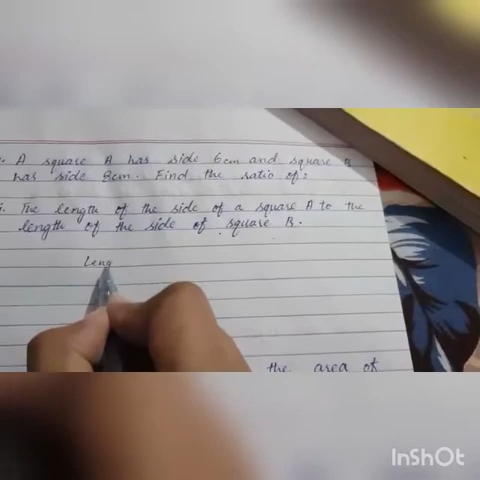 A square A has side 6cm and square B
has side 8cm. Find the ratio of:
i. The length of the side of a square A to the
length of the side of square B.
Leng
the area of
InShOt